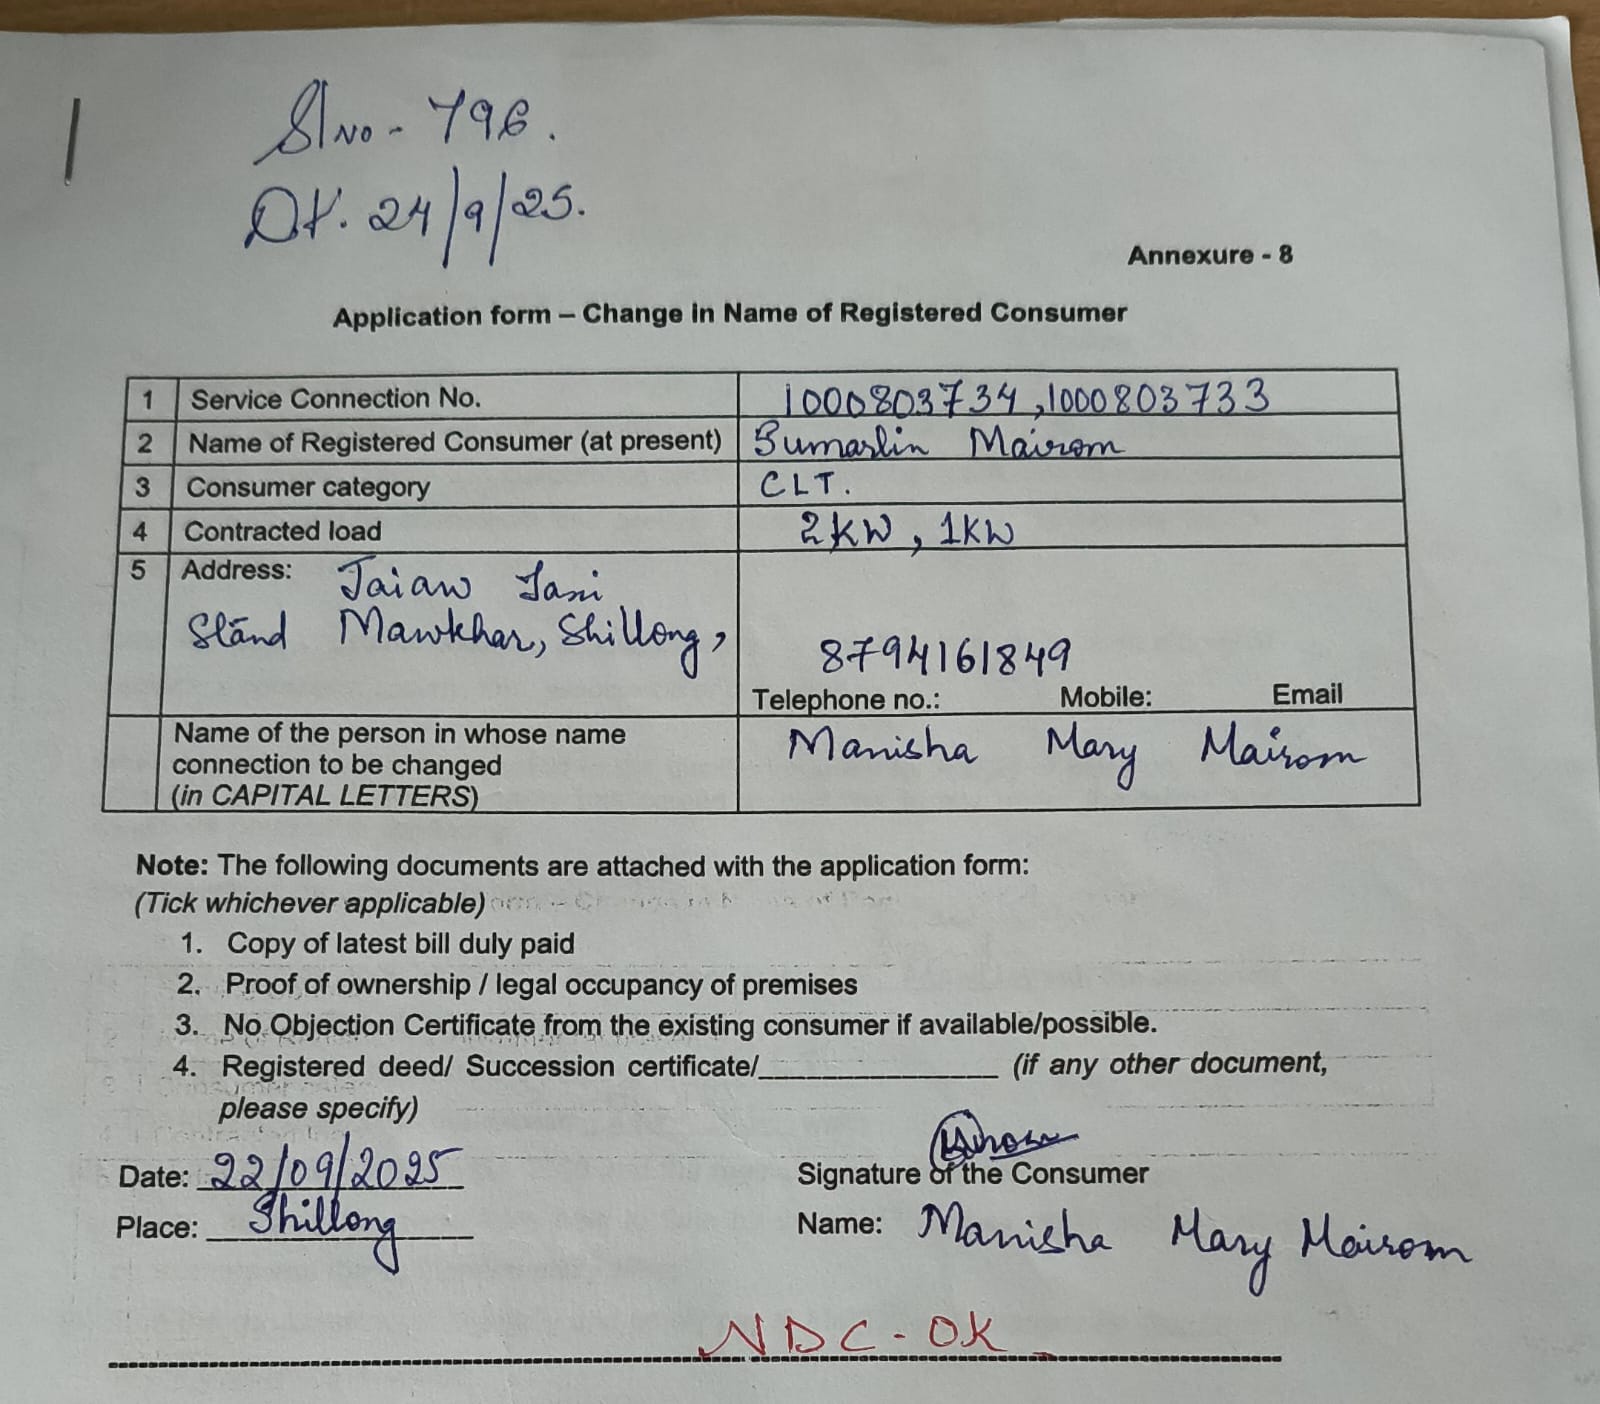 Sl No - 796.
Dt. 24/9/25.
Annexure - 8
Application form – Change in Name of Registered Consumer
1 Service Connection No. 1000803734, 1000803733
2 Name of Registered Consumer (at present) Bumarlin Mairom
3 Consumer category CLT.
4 Contracted load 2KW, 1KW
5 Address: Jaiaw
Stand Mawkhar, Shillong,
8794161849
Telephone no.: Mobile: Email
Name of the person in whose name Manisha Mary Mairom
connection to be changed
(in CAPITAL LETTERS)
Note: The following documents are attached with the application form:
(Tick whichever applicable)
1. Copy of latest bill duly paid
2. Proof of ownership / legal occupancy of premises
3. No Objection Certificate from the existing consumer if available/possible.
4. Registered deed/ Succession certificate/_______________ (if any other document,
please specify)
Date: 22/09/2025
Signature of the Consumer
Place: Shillong
Name: Manisha Mary Mairom
NDC - OK